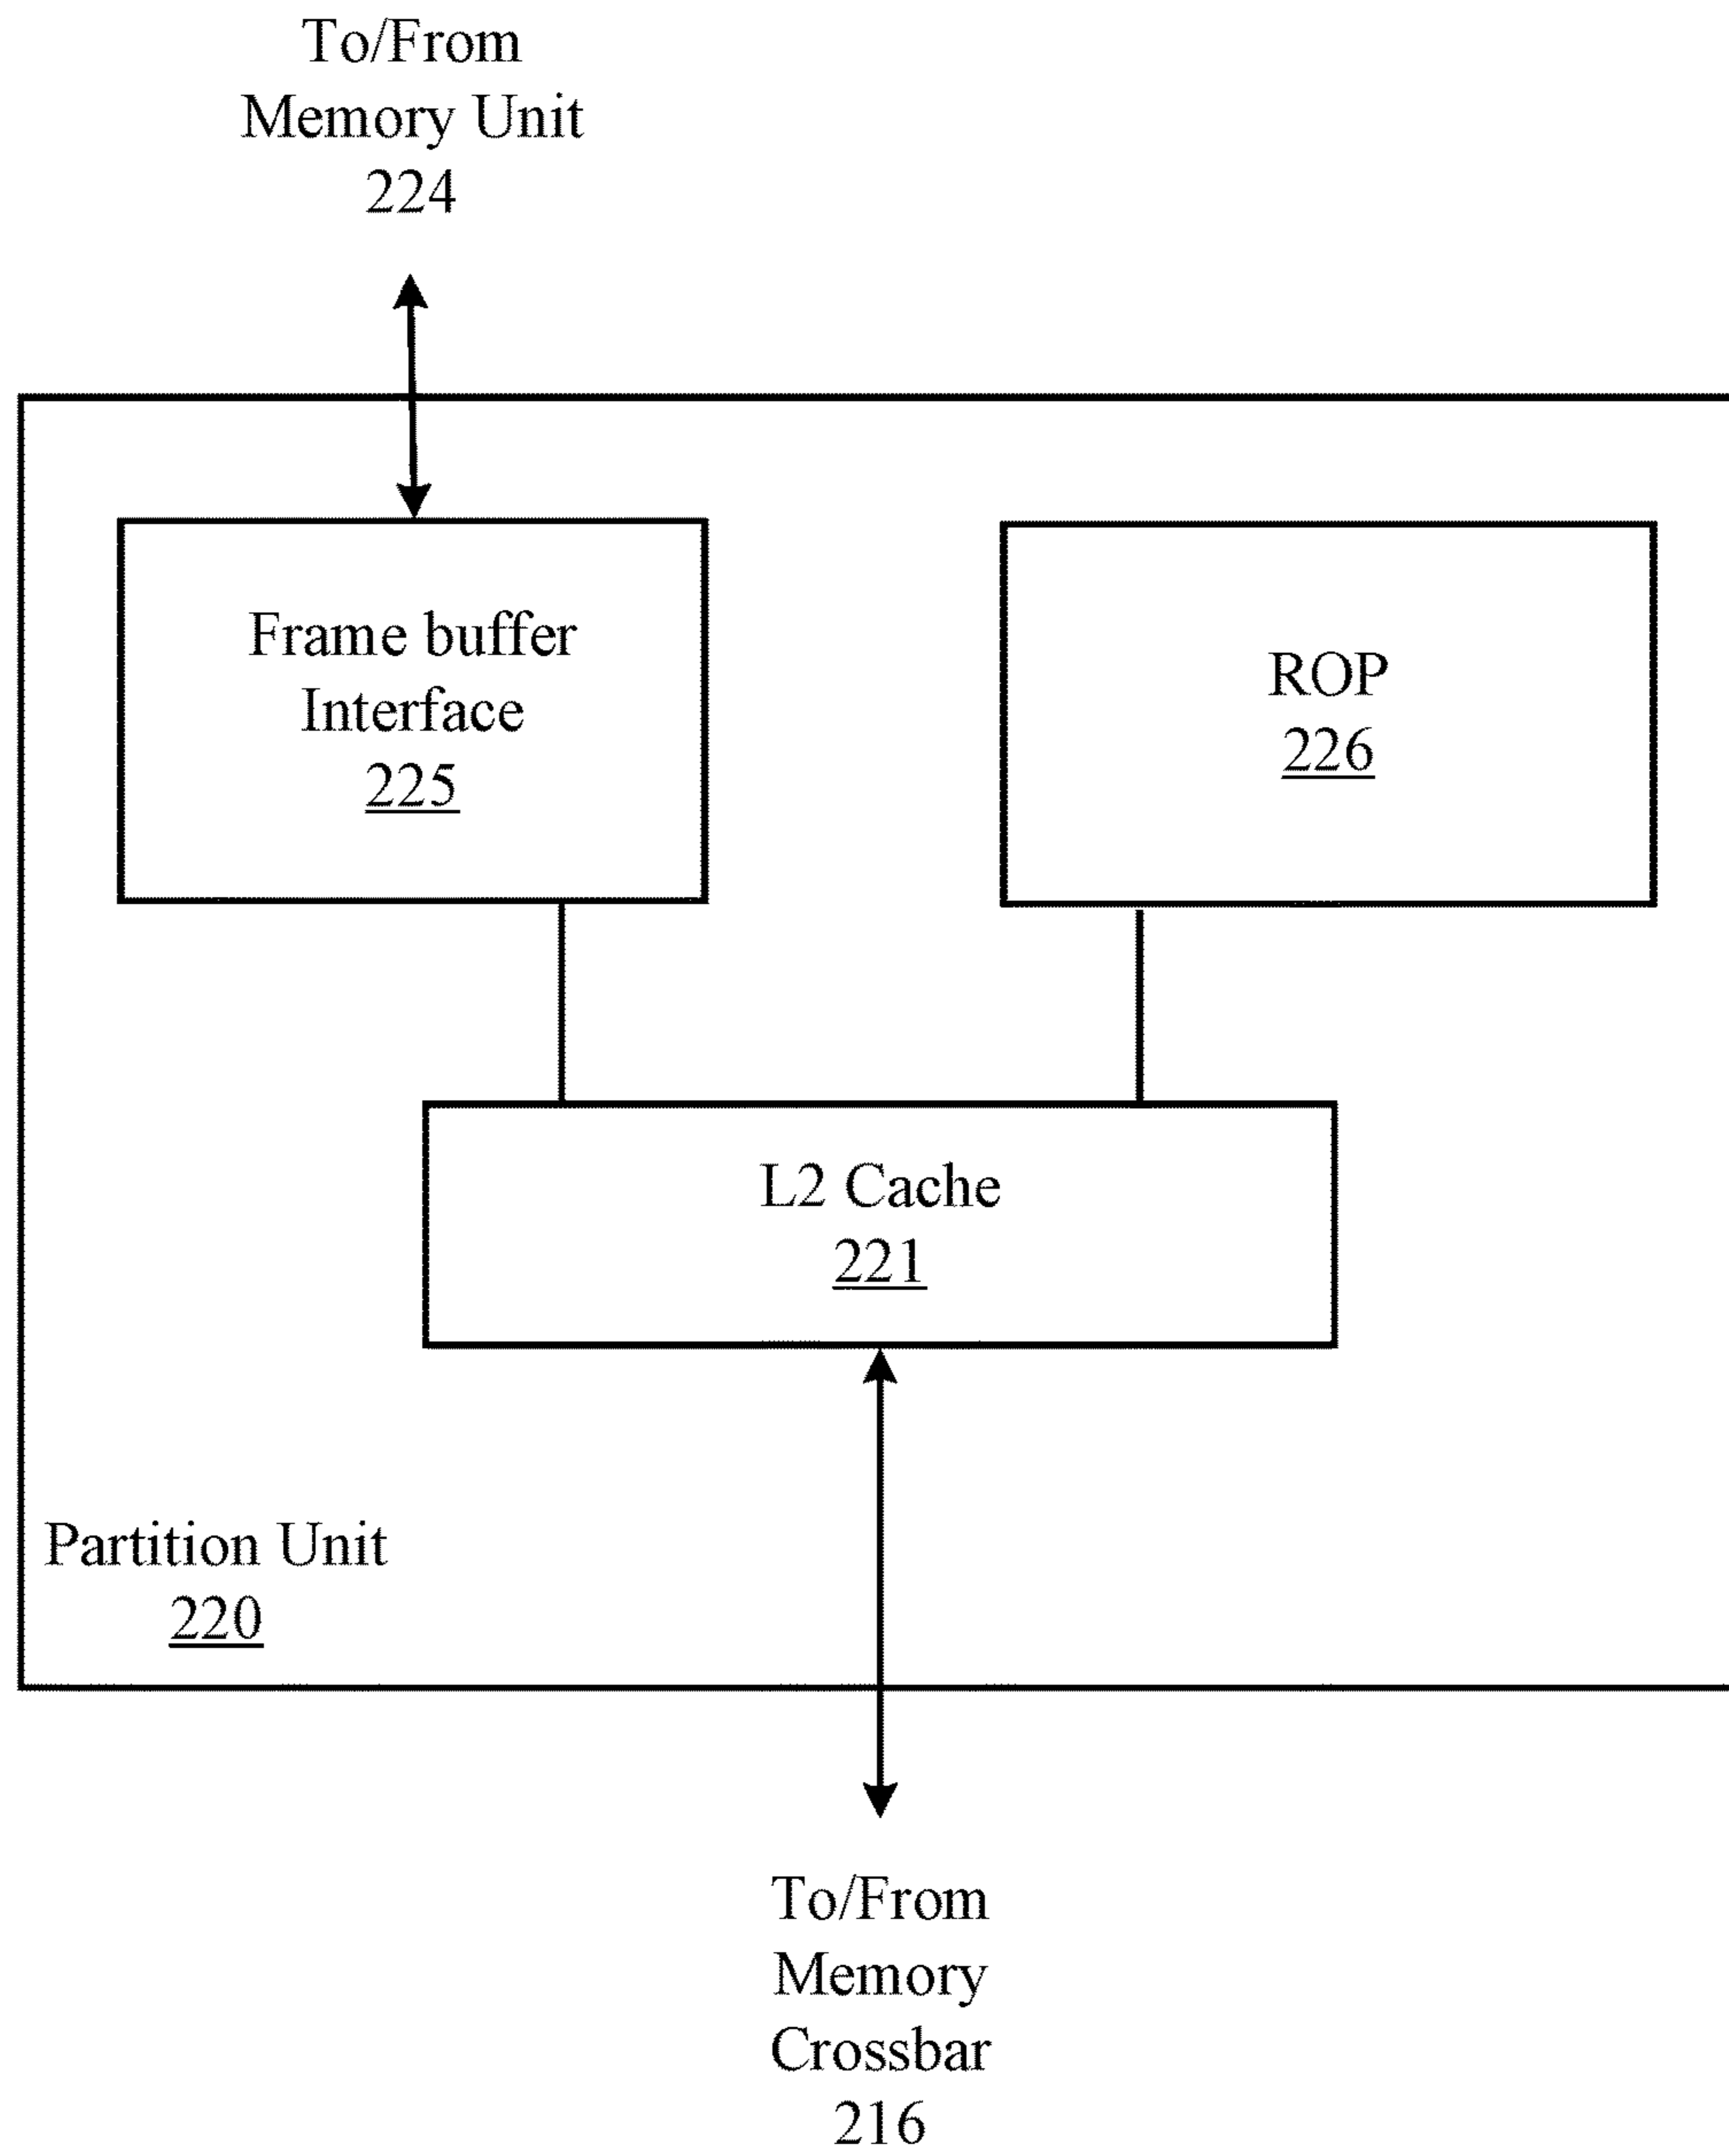 To/From
Memory Unit
224
Frame buffer
Interface
225
ROP
226
L2 Cache
221
Partition Unit
220
To/From
Memory
Crossbar
216